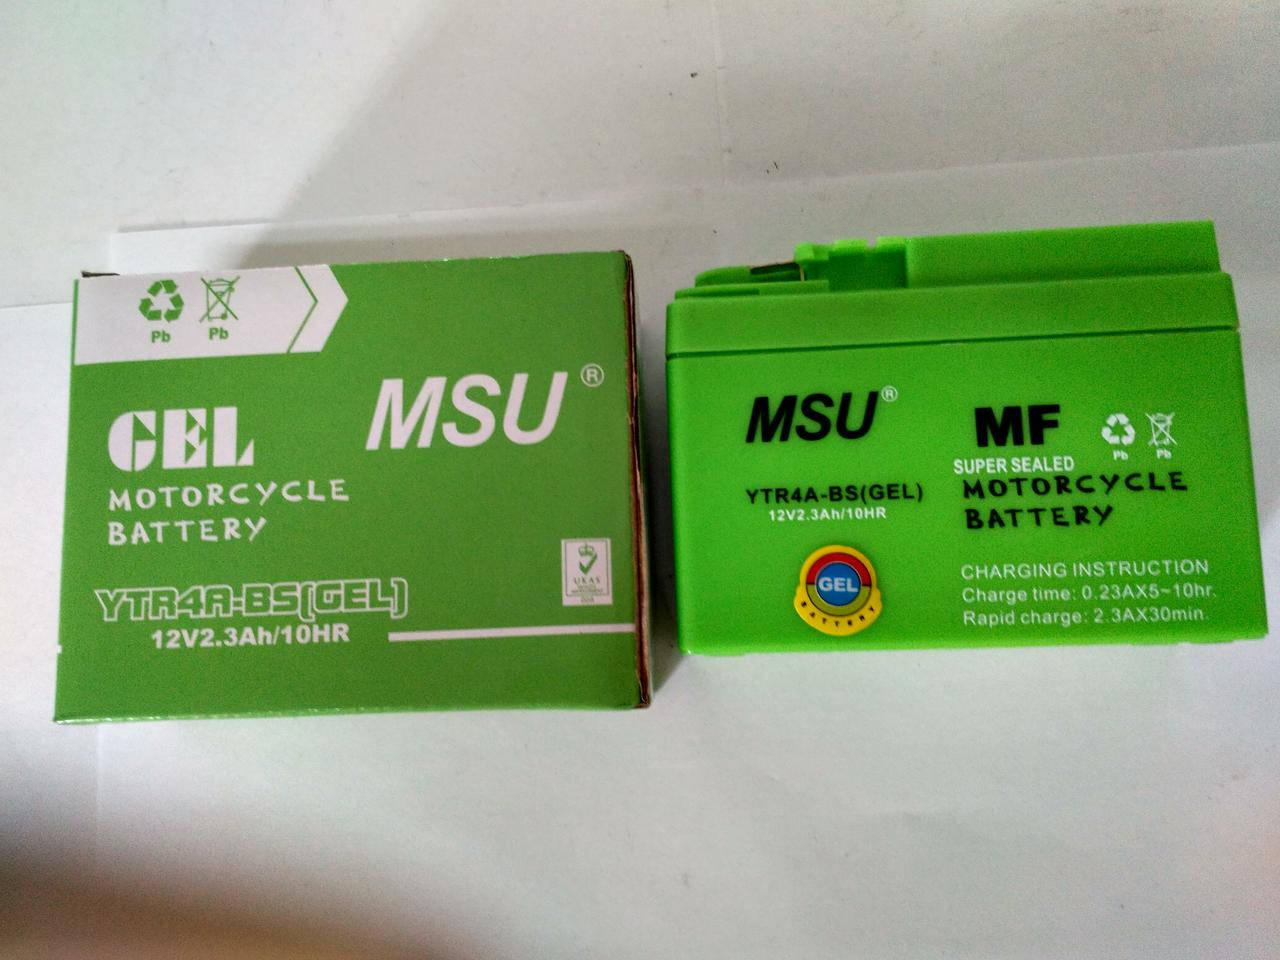 Pb
Pb
MSU®
GEL
MOTORCYCLE
BATTERY
UKAS
YTR4A-BS(GEL)
12V2.3Ah/10HR
MSU®
MF
Pb
Pb
SUPER SEALED
MOTORCYCLE
BATTERY
YTR4A-BS(GEL)
12V2.3Ah/10HR
GEL
BATTERY
CHARGING INSTRUCTION
Charge time: 0.23AX5~10hr.
Rapid charge: 2.3AX30min.